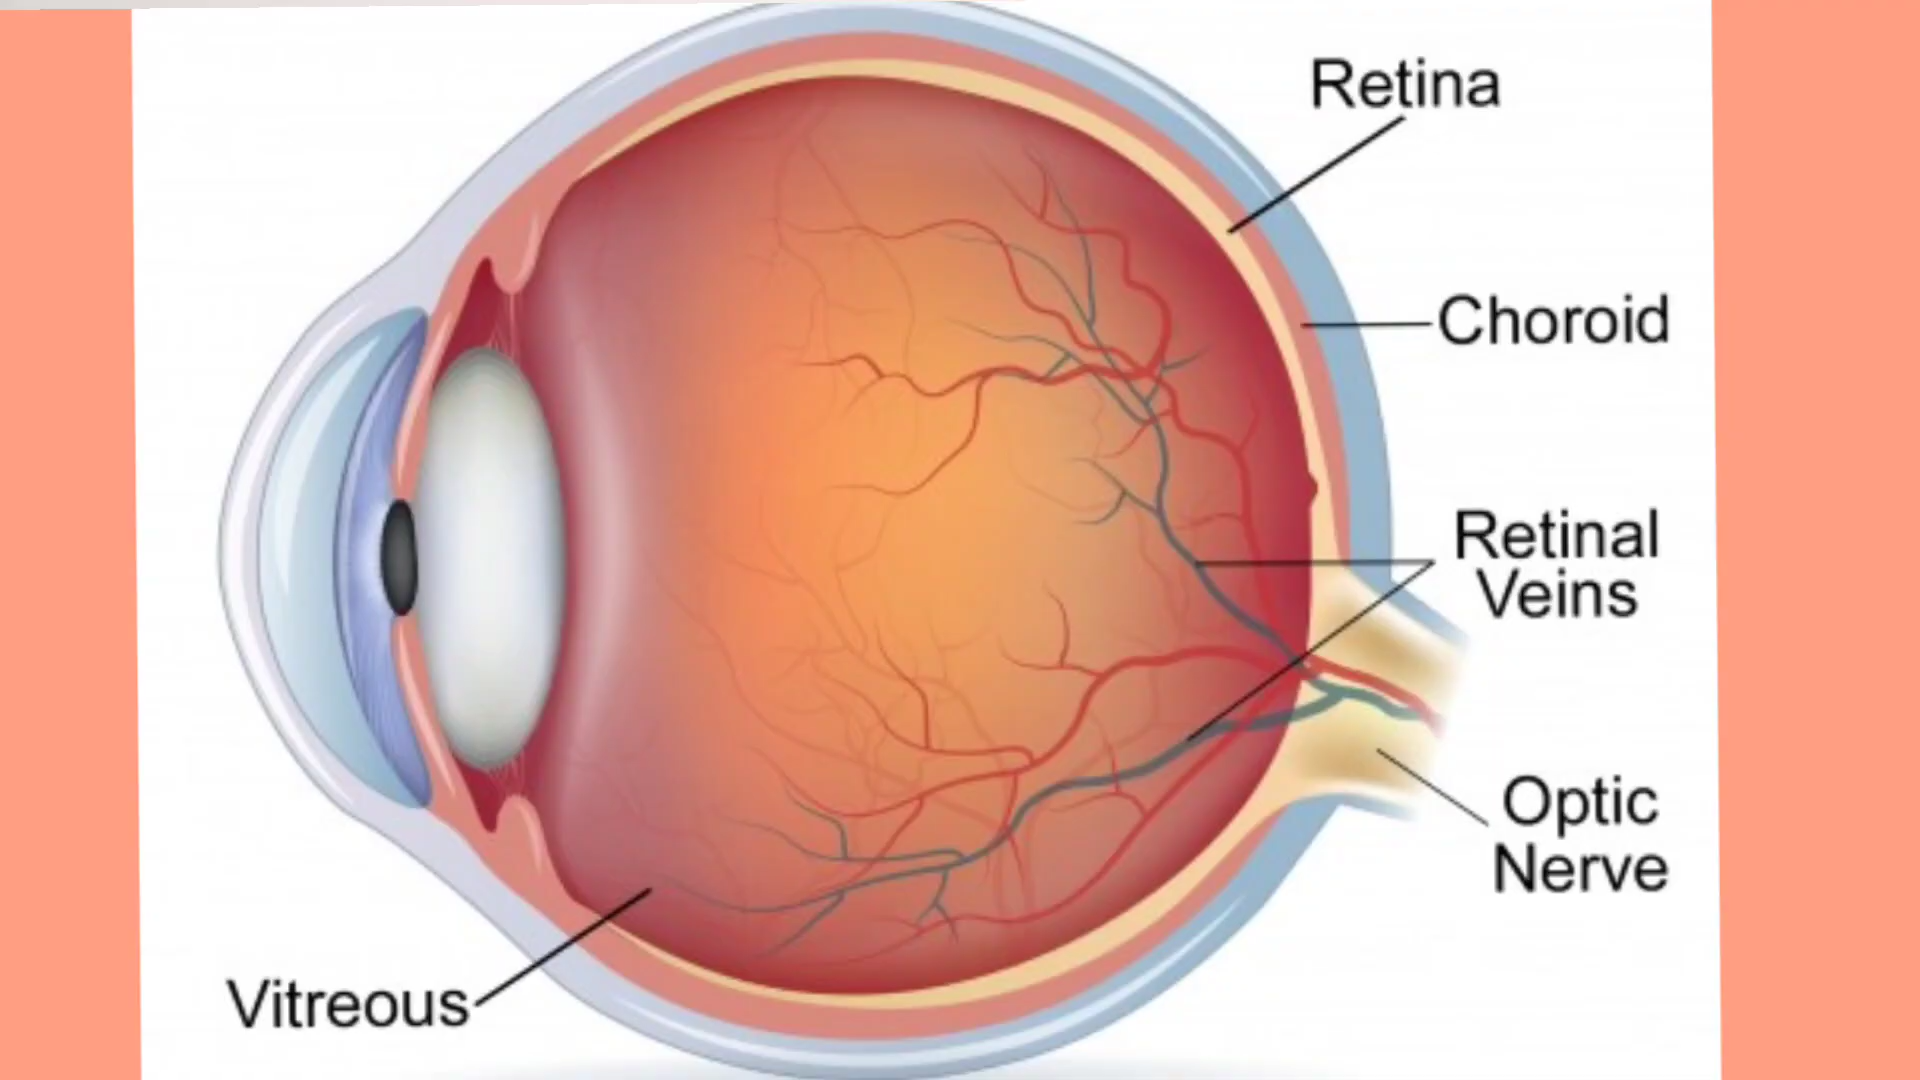 Retina
Choroid
Retinal
Veins
Optic
Nerve
Vitreous